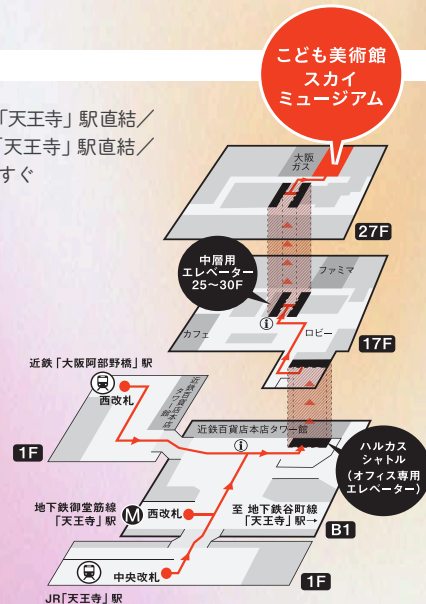 こども美術館
スカイ
ミュージアム
「天王寺」駅直結／
「天王寺」駅直結／
すぐ
大阪
ガス
27F
中層用
エレベーター
25〜30F
ファミマ
カフェ
ロビー
17F
近鉄「大阪阿部野橋」駅
西改札
近鉄百貨店本店
タワー館
近鉄百貨店本店タワー館
1F
ハルカス
シャトル
(オフィス専用
エレベーター)
地下鉄御堂筋線
「天王寺」駅
M 西改札
至 地下鉄谷町線
「天王寺」駅→
B1
中央改札
1F
JR「天王寺」駅